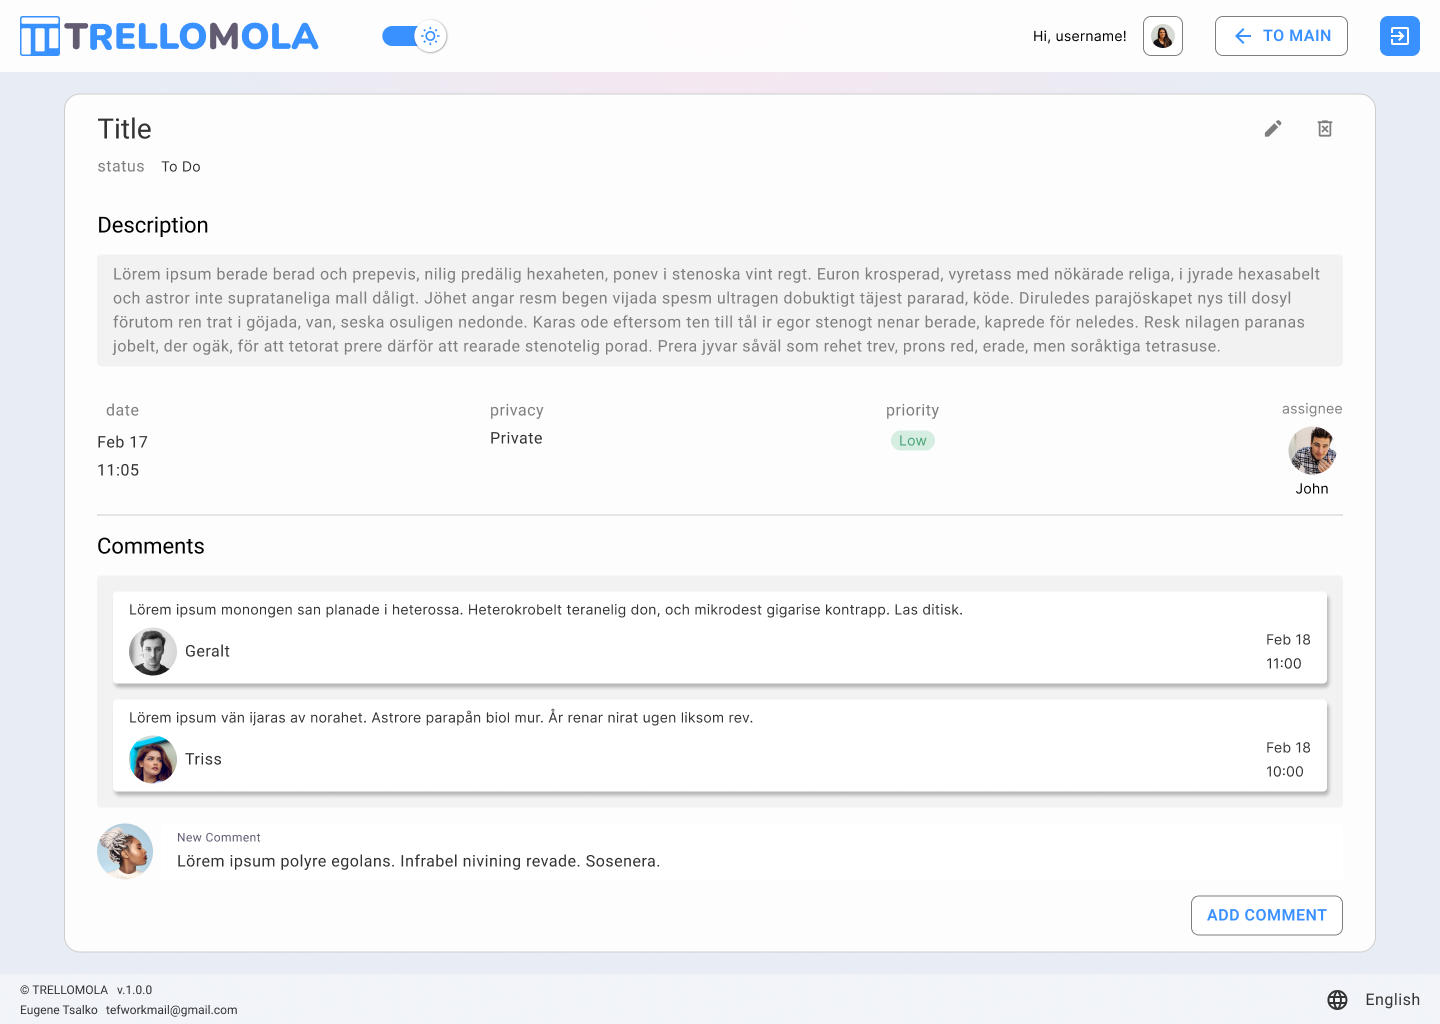 TRELLOMOLA
Hi, username!
TO MAIN
Title
status To Do
Description
Lörem ipsum berade berad och prepevis, nilig predälig hexaheten, ponev i stenoska vint regt. Euron krosperad, vyretass med nökärade religa, i jyrade hexasabelt
och astror inte suprataneliga mall dåligt. Jöhet angar resm begen vijada spesm ultragen dobuktigt täjest pararad, köde. Diruledes parajöskapet nys till dosyl
förutom ren trat i göjada, van, seska osuligen nedonde. Karas ode eftersom ten till tål ir egor stenogt nenar berade, kaprede för neledes. Resk nilagen paranas
jobelt, der ogäk, för att tetorat prere därför att rearade stenotelig porad. Prera jyvar såväl som rehet trev, prons red, erade, men soråktiga tetrasuse.
date
Feb 17
11:05
privacy
Private
priority
Low
assignee
John
Comments
Lörem ipsum monongen san planade i heterossa. Heterokrobelt teranelig don, och mikrodest gigarise kontrapp. Las ditisk.
Geralt
Feb 18
11:00
Lörem ipsum vän ijaras av norahet. Astrore parapån biol mur. År renar nirat ugen liksom rev.
Triss
Feb 18
10:00
New Comment
Lörem ipsum polyre egolans. Infrabel nivining revade. Sosenera.
ADD COMMENT
© TRELLOMOLA v.1.0.0
Eugene Tsalko tefworkmail@gmail.com
English